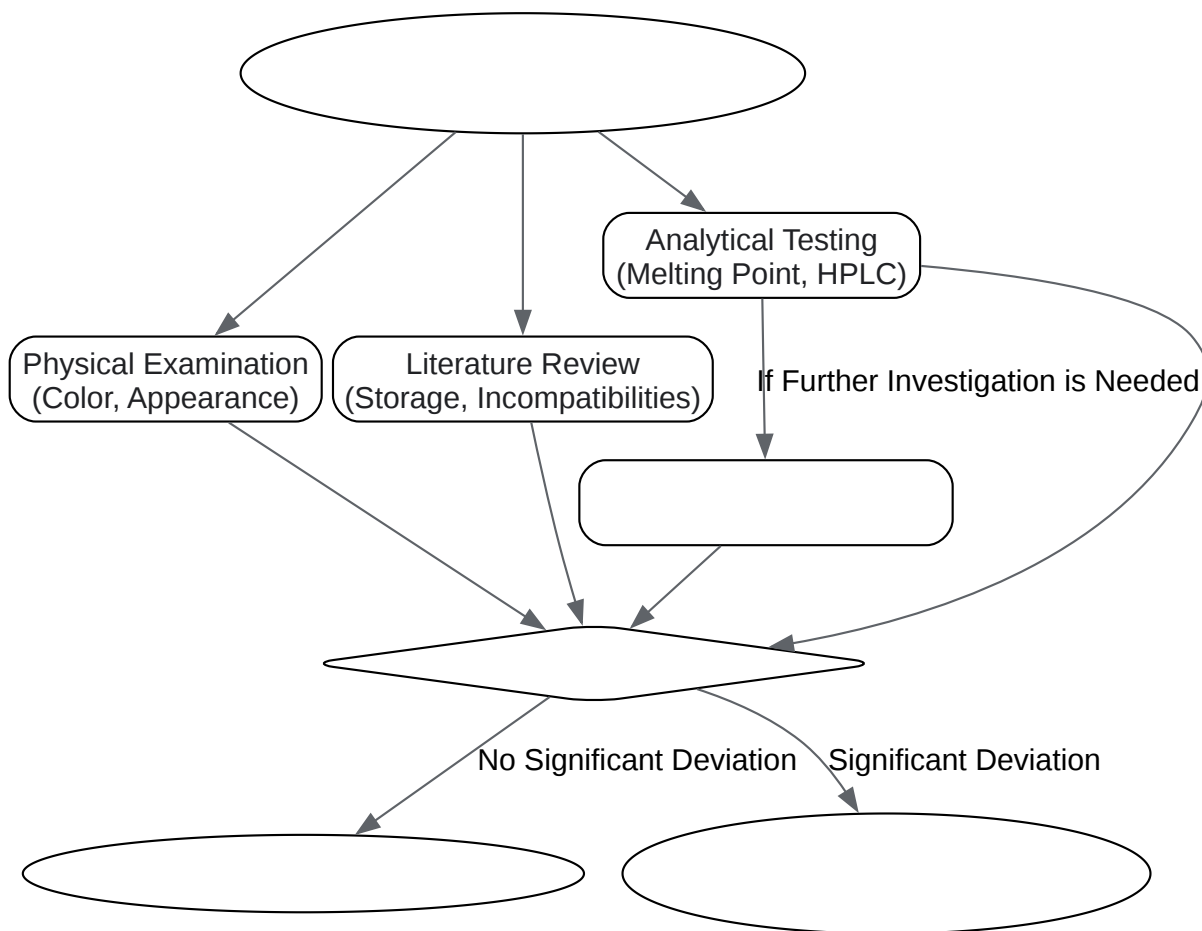 Analytical Testing
(Melting Point, HPLC)
Physical Examination
(Color, Appearance)
Literature Review
(Storage, Incompatibilities)
If Further Investigation is Needed
No Significant Deviation
Significant Deviation